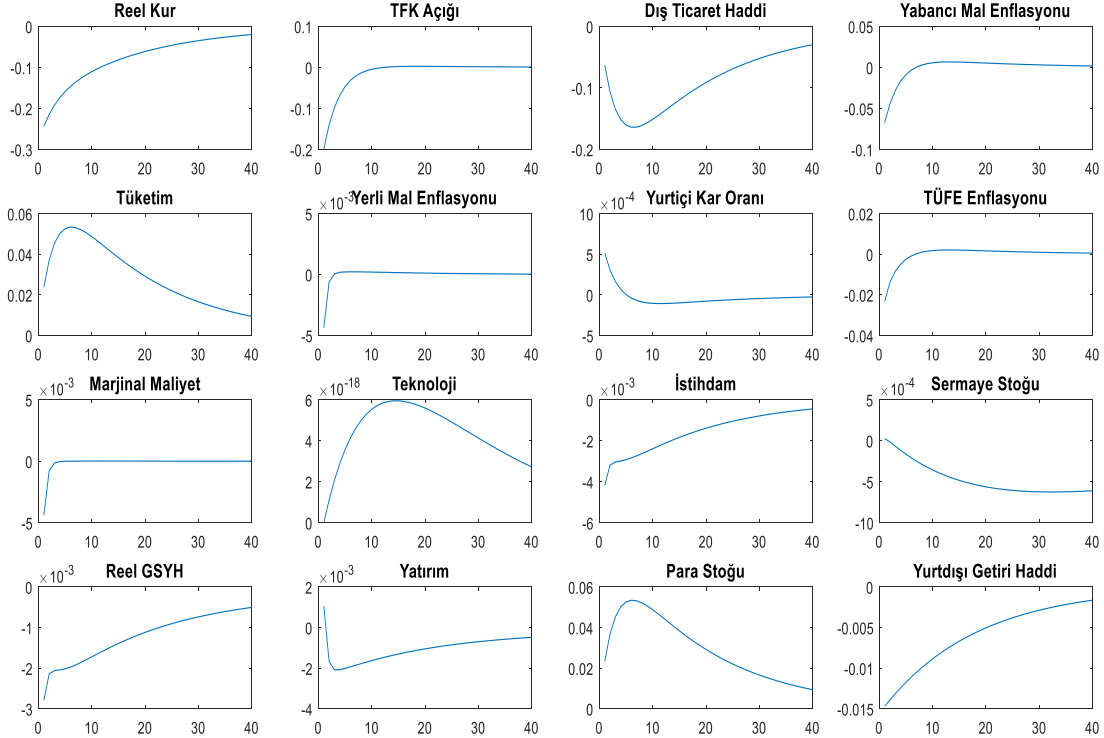 Reel Kur
0
-0.1
-0.2
-0.3
0 10 20 30 40
TFK Açığı
0.1
0
-0.1
-0.2
0 10 20 30 40
Dış Ticaret Haddi
0
-0.1
-0.2
0 10 20 30 40
Yabancı Mal Enflasyonu
0.05
0
-0.05
-0.1
0 10 20 30 40
Tüketim
0.06
0.04
0.02
0
0 10 20 30 40
×10-3 Yerli Mal Enflasyonu
5
0
-5
0 10 20 30 40
×10-4 Yurtiçi Kar Oranı
10
5
0
-5
0 10 20 30 40
TÜFE Enflasyonu
0.02
0
-0.02
-0.04
0 10 20 30 40
×10-3 Marjinal Maliyet
5
0
-5
0 10 20 30 40
×10-18 Teknoloji
6
4
2
0
0 10 20 30 40
×10-3 İstihdam
0
-2
-4
-6
0 10 20 30 40
×10-4 Sermaye Stoğu
5
0
-5
-10
0 10 20 30 40
×10-3 Reel GSYH
0
-1
-2
-3
0 10 20 30 40
×10-3 Yatırım
2
0
-2
-4
0 10 20 30 40
Para Stoğu
0.06
0.04
0.02
0
0 10 20 30 40
Yurtdışı Getiri Haddi
0
-0.005
-0.01
-0.015
0 10 20 30 40